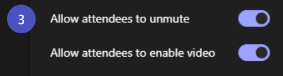 3 Allow attendees to unmute
Allow attendees to enable video